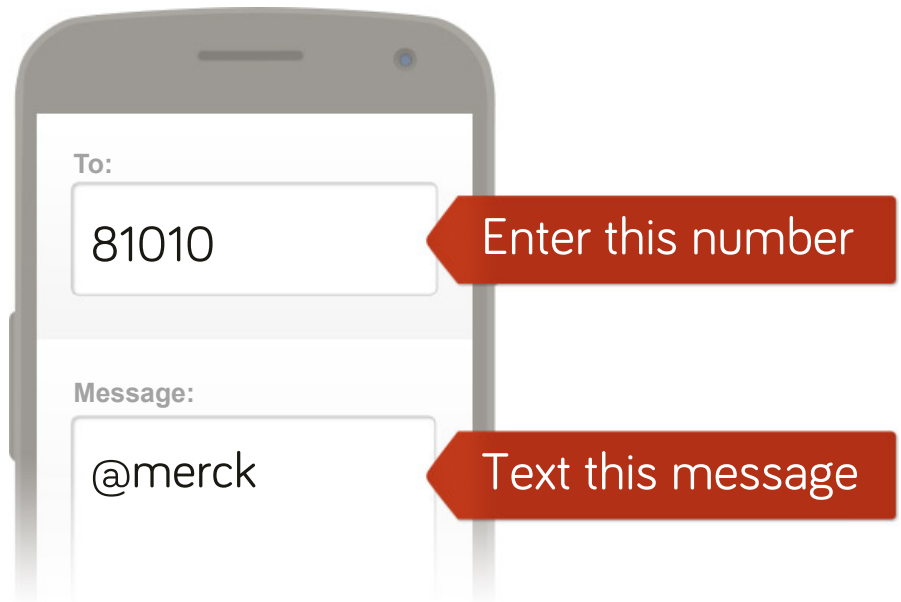 To:
81010
Enter this number
Message:
@merck
Text this message